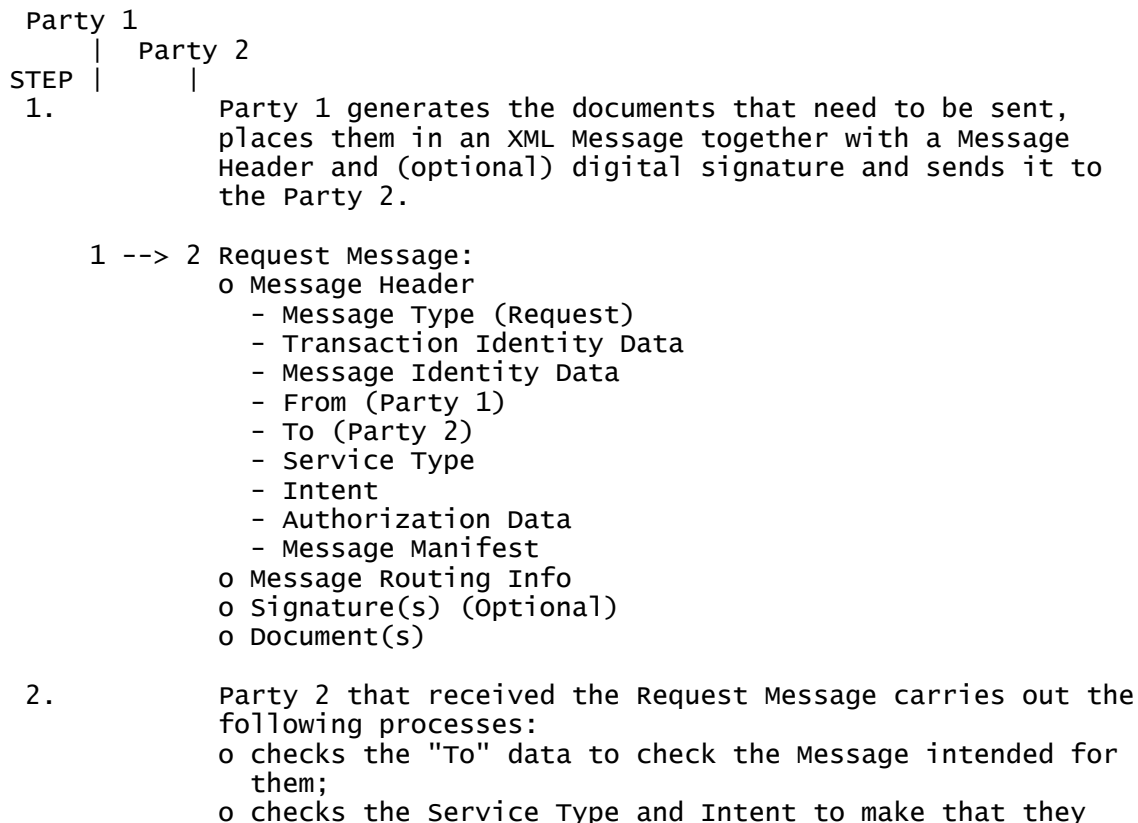 Party 1
| Party 2
STEP | |
1. Party 1 generates the documents that need to be sent,
places them in an XML Message together with a Message
Header and (optional) digital signature and sends it to
the Party 2.
1 --> 2 Request Message:
o Message Header
- Message Type (Request)
- Transaction Identity Data
- Message Identity Data
- From (Party 1)
- To (Party 2)
- Service Type
- Intent
- Authorization Data
- Message Manifest
o Message Routing Info
o Signature(s) (Optional)
o Document(s)
2. Party 2 that received the Request Message carries out the
following processes:
o checks the "To" data to check the Message intended for
them;
o checks the Service Type and Intent to make that they